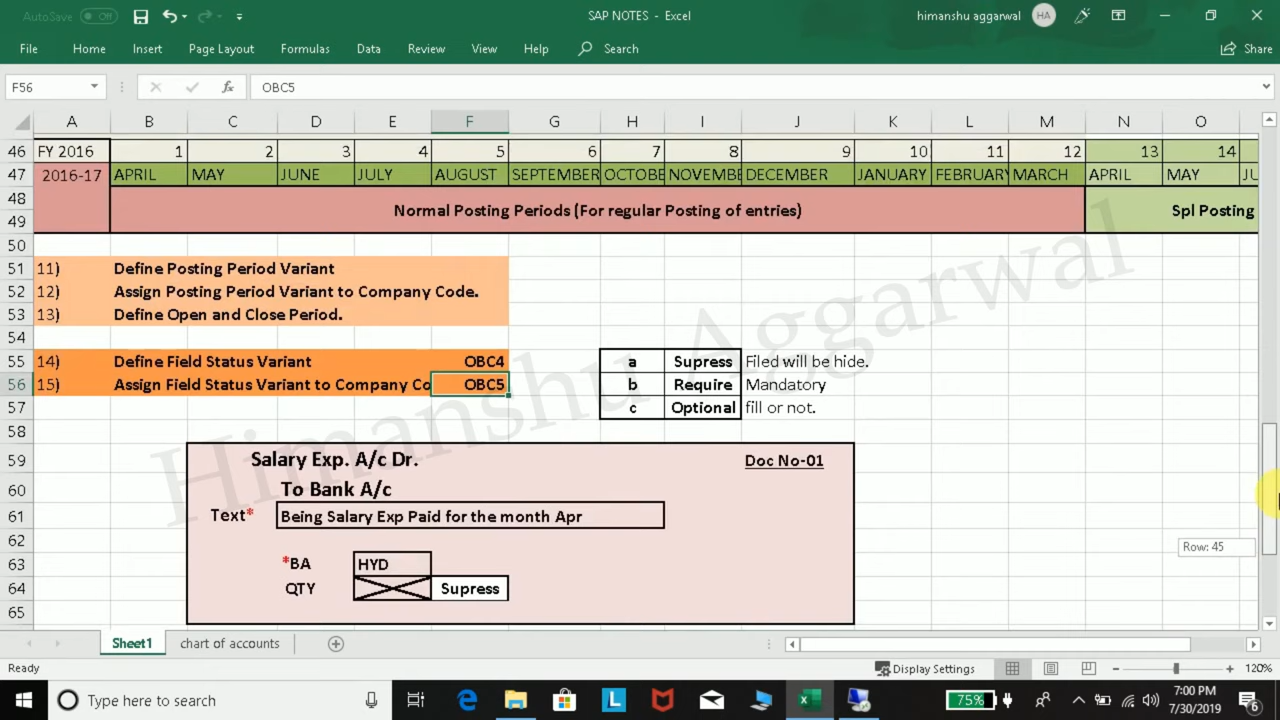 AutoSave Off SAP NOTES - Excel himanshu aggarwal HA
File Home Insert Page Layout Formulas Data Review View Help Search Share
F56 fx OBC5
A B C D E F G H I J K L M N O
46 FY 2016 1 2 3 4 5 6 7 8 9 10 11 12 13 14
47 2016-17 APRIL MAY JUNE JULY AUGUST SEPTEMBER OCTOBE NOVEMBE DECEMBER JANUARY FEBRUARY MARCH APRIL MAY JU
48 Normal Posting Periods (For regular Posting of entries) Spl Posting
49
50
51 11) Define Posting Period Variant
52 12) Assign Posting Period Variant to Company Code.
53 13) Define Open and Close Period.
54
55 14) Define Field Status Variant OBC4 a Supress Filed will be hide.
56 15) Assign Field Status Variant to Company Co OBC5 b Require Mandatory
57 c Optional fill or not.
58
59 Salary Exp. A/c Dr. Doc No-01
60 To Bank A/c
61 Text* Being Salary Exp Paid for the month Apr
62
63 *BA HYD
64 QTY Supress
65
Himanshu Aggarwal
Row: 45
Sheet1 chart of accounts
Ready Display Settings 120%
Type here to search 75% 7:00 PM
7/30/2019 6